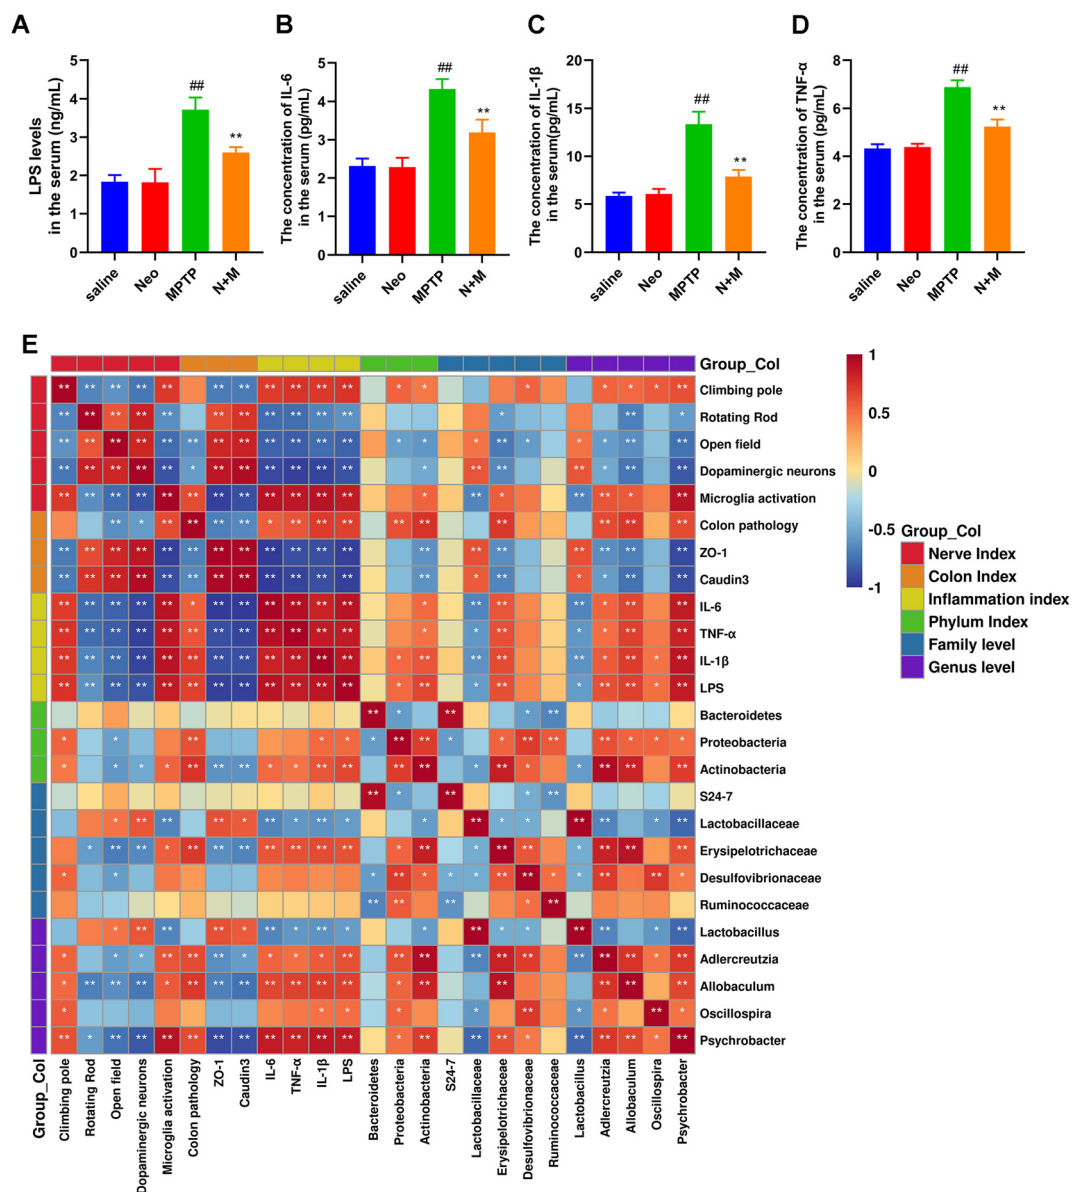 A
B
C
D
LPS levels
in the serum (ng/mL)
5
4
3
2
1
0
##
**
saline
Neo
MPTP
N+M
The concentration of IL-6
in the serum (pg/mL)
5
4
3
2
1
0
##
**
saline
Neo
MPTP
N+M
The concentration of IL-1β
in the serum(pg/mL)
20
15
10
5
0
##
**
saline
Neo
MPTP
N+M
The concentration of TNF-α
in the serum (pg/mL)
8
6
4
2
0
##
**
saline
Neo
MPTP
N+M
E
Group_Col
Climbing pole
Rotating Rod
Open field
Dopaminergic neurons
Microglia activation
Colon pathology
ZO-1
Caudin3
IL-6
TNF-α
IL-1β
LPS
Bacteroidetes
Proteobacteria
Actinobacteria
S24-7
Lactobacillaceae
Erysipelotrichaceae
Desulfovibrionaceae
Ruminococcaceae
Lactobacillus
Adlercreutzia
Allobaculum
Oscillospira
Psychrobacter
1
0.5
0
-0.5
-1
Group_Col
Nerve Index
Colon Index
Inflammation index
Phylum Index
Family level
Genus level
Group_Col
Climbing pole
Rotating Rod
Open field
Dopaminergic neurons
Microglia activation
Colon pathology
ZO-1
Caudin3
IL-6
TNF-α
IL-1β
LPS
Bacteroidetes
Proteobacteria
Actinobacteria
S24-7
Lactobacillaceae
Erysipelotrichaceae
Desulfovibrionaceae
Ruminococcaceae
Lactobacillus
Adlercreutzia
Allobaculum
Oscillospira
Psychrobacter